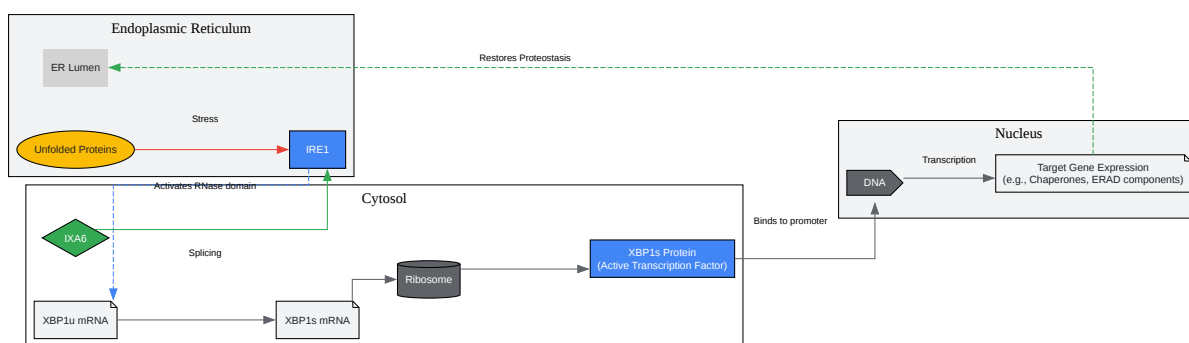 Endoplasmic Reticulum
ER Lumen
Restores Proteostasis
Stress
Unfolded Proteins
IRE1
Activates RNase domain
Cytosol
IXA6
Splicing
XBP1u mRNA
XBP1s mRNA
Ribosome
XBP1s Protein
(Active Transcription Factor)
Binds to promoter
Nucleus
DNA
Transcription
Target Gene Expression
(e.g., Chaperones, ERAD components)